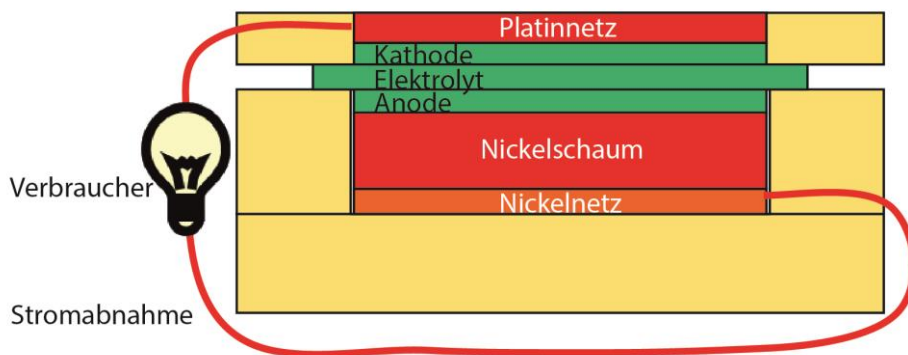 Platinnetz
Kathode
Elektrolyt
Anode
Nickelschaum
Verbraucher
Nickelnetz
Stromabnahme